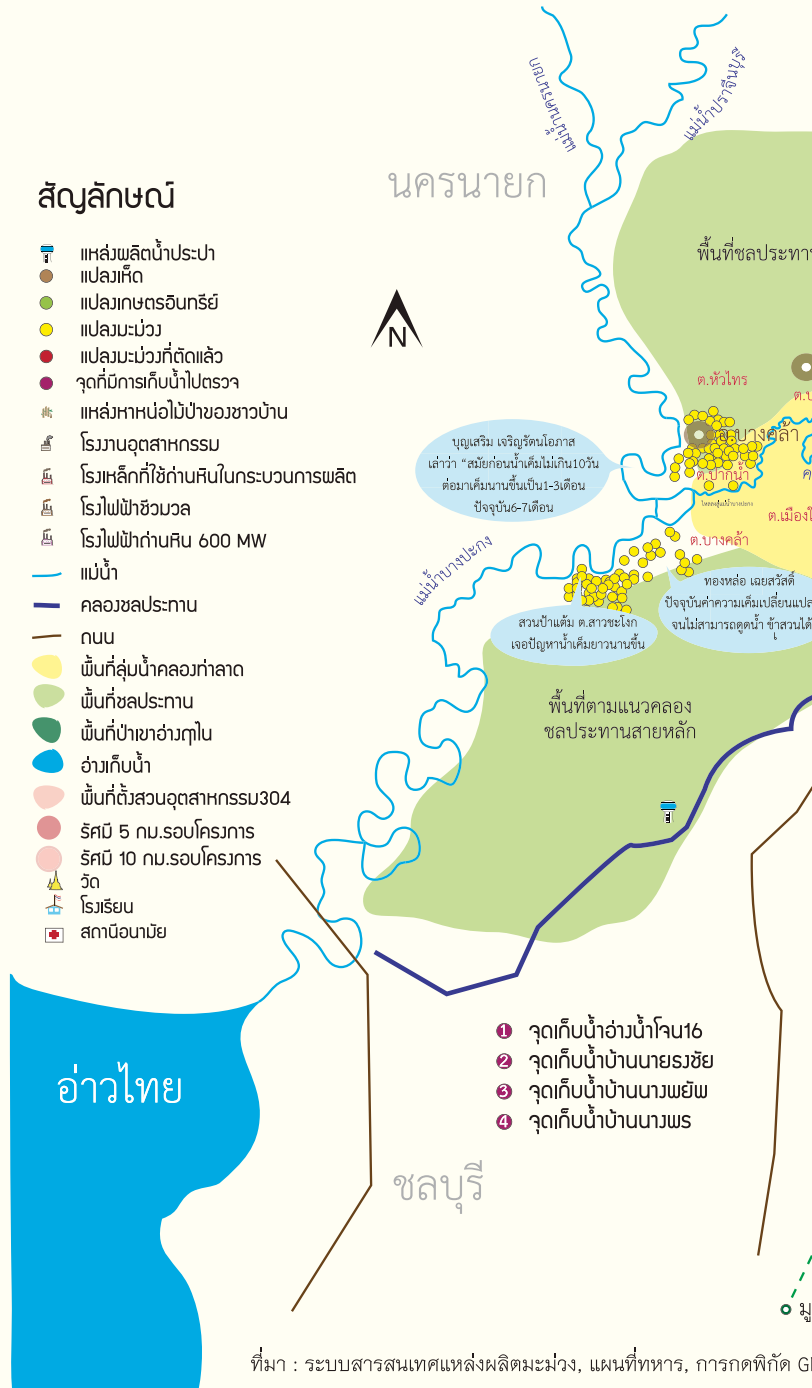 แม่น้ำนครนายก
แม่น้ำปราจีนบุรี
นครนายก
สัญลักษณ์
แหล่งผลิตน้ำประปา
แปลงเห็ด
แปลงเกษตรอินทรีย์
แปลงมะม่วง
แปลงมะม่วงที่ตัดแล้ว
จุดที่มีการเก็บน้ำไปตรวจ
แหล่งหาหน่อไม้ป่าของชาวบ้าน
โรงงานอุตสาหกรรม
โรงเหล็กที่ใช้ถ่านหินในกระบวนการผลิต
โรงไฟฟ้าชีวมวล
โรงไฟฟ้าถ่านหิน 600 MW
แม่น้ำ
คลองชลประทาน
ถนน
พื้นที่ลุ่มน้ำคลองท่าลาด
พื้นที่ชลประทาน
พื้นที่ป่าเขาอ่างฤาไน
อ่างเก็บน้ำ
พื้นที่ตั้งสวนอุตสาหกรรม304
รัศมี 5 กม.รอบโครงการ
รัศมี 10 กม.รอบโครงการ
วัด
โรงเรียน
สถานีอนามัย
N
พื้นที่ชลประทาน
ต.หัวไทร
อ.บางคล้า
ต.ปากน้ำ
ต.บางคล้า
บุญเสริม เจริญรัตนโอภาส
เล่าว่า "สมัยก่อนน้ำเค็มไม่เกิน10วัน
ต่อมาเค็มนานขึ้นเป็น1-3เดือน
ปัจจุบัน6-7เดือน
แม่น้ำบางปะกง
ทองหล่อ เฉยสวัสดิ์
ปัจจุบันค่าความเค็มเปลี่ยนแปล
จนไม่สามารถดูดน้ำ ข้าสวนได้
เ
สวนป้าแต้ม ต.สาวชะโงก
เจอปัญหาน้ำเค็มยาวนานขึ้น
พื้นที่ตามแนวคลอง
ชลประทานสายหลัก
1 จุดเก็บน้ำอ่างน้ำโจน16
2 จุดเก็บน้ำบ้านนายธงชัย
3 จุดเก็บน้ำบ้านนางพยัพ
4 จุดเก็บน้ำบ้านนางพร
อ่าวไทย
ชลบุรี
มู
ที่มา : ระบบสารสนเทศแหล่งผลิตมะม่วง, แผนที่ทหาร, การกดพิกัด